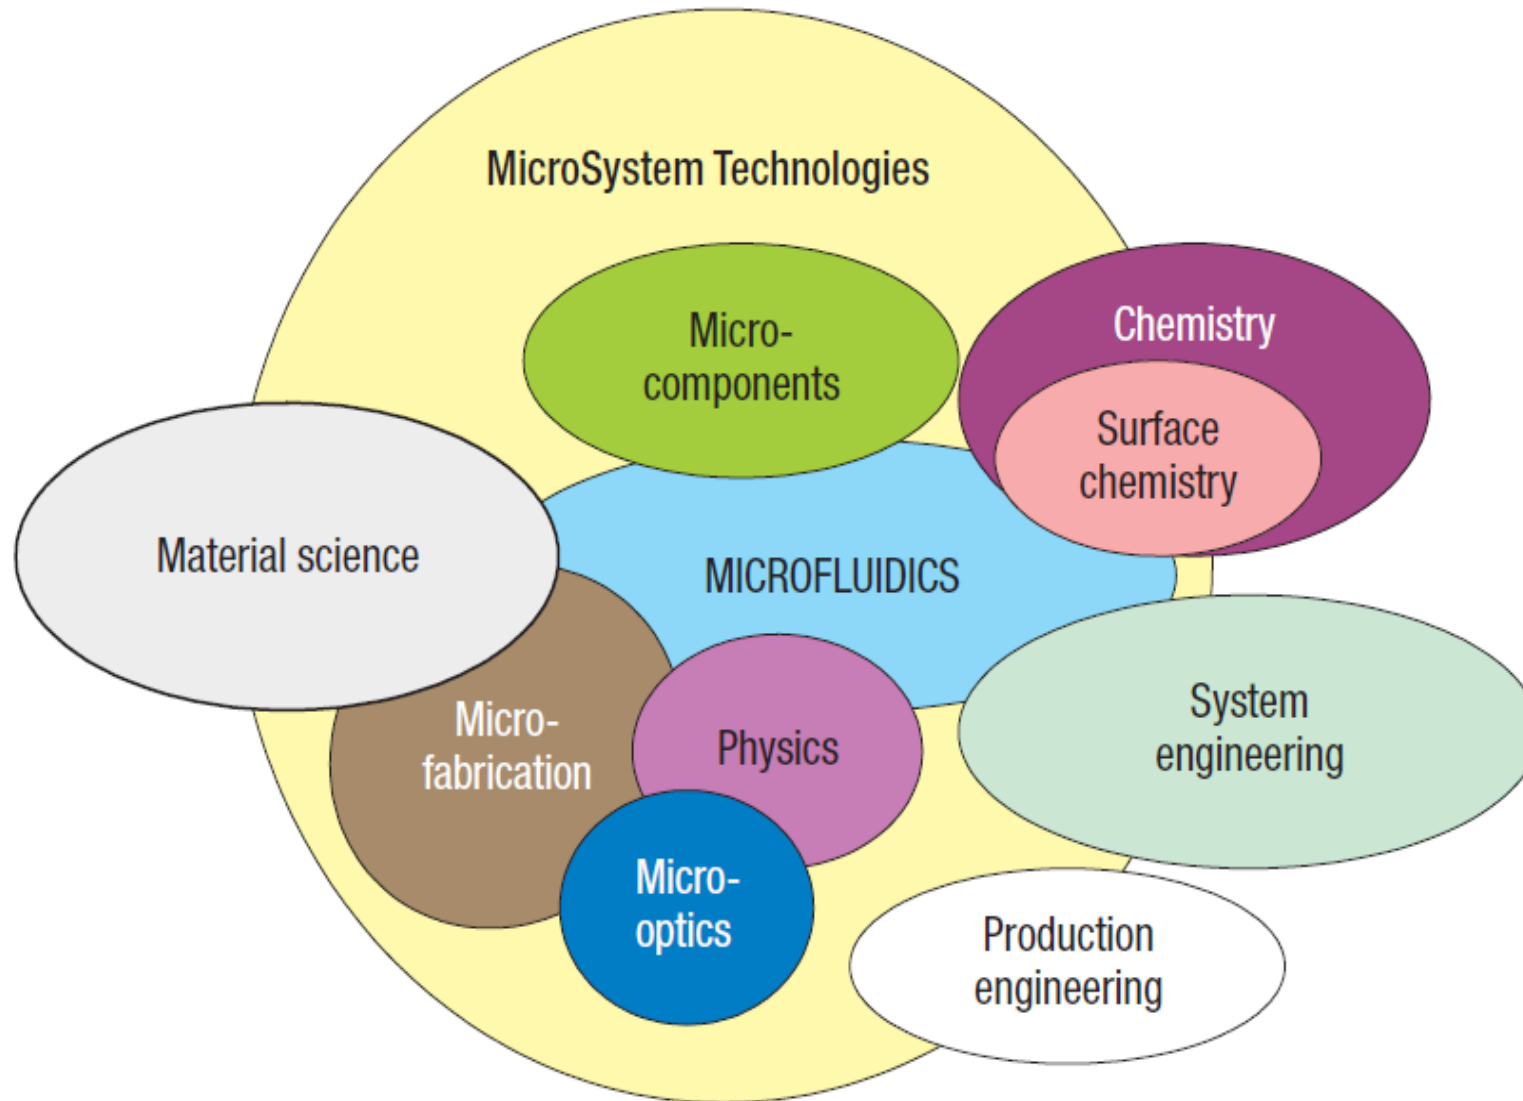 MicroSystem Technologies
Micro-
components
Chemistry
Surface
chemistry
Material science
MICROFLUIDICS
Micro-
fabrication
Physics
System
engineering
Micro-
optics
Production
engineering